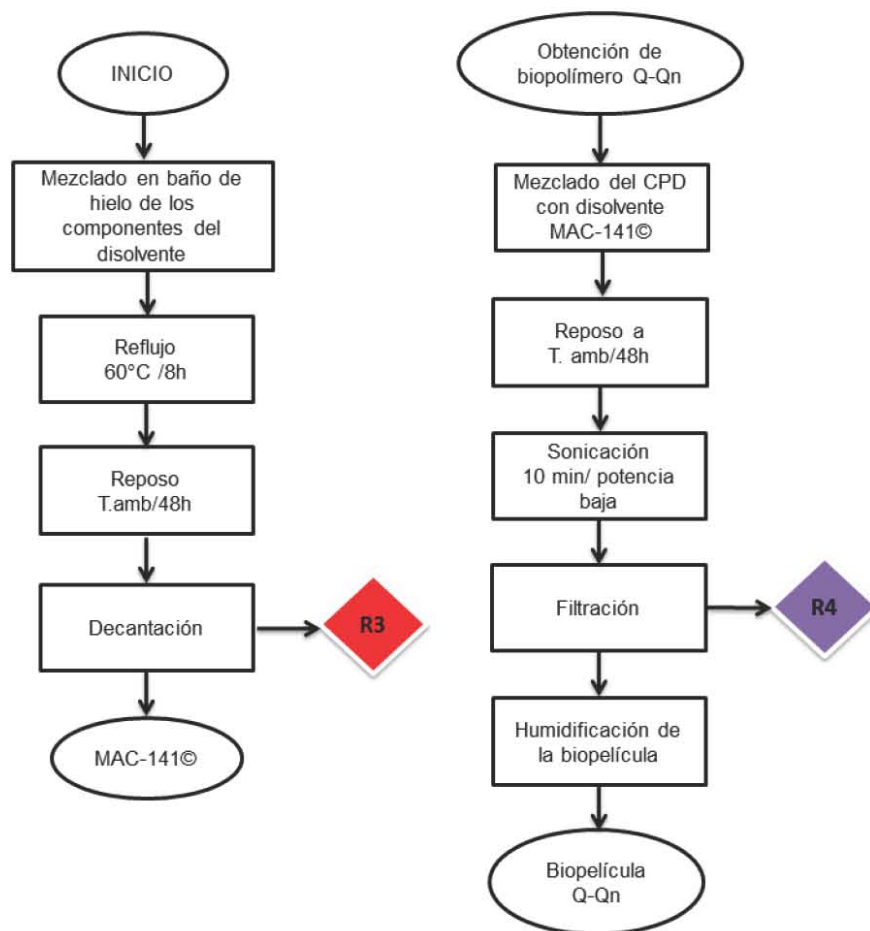 INICIO
Mezclado en baño de
hielo de los
componentes del
disolvente
Reflujo
60°C /8h
Reposo
T.amb/48h
Decantación
R3
MAC-141©
Obtención de
biopolímero Q-Qn
Mezclado del CPD
con disolvente
MAC-141©
Reposo a
T. amb/48h
Sonicación
10 min/ potencia
baja
Filtración
R4
Humidificación de
la biopelícula
Biopelícula
Q-Qn